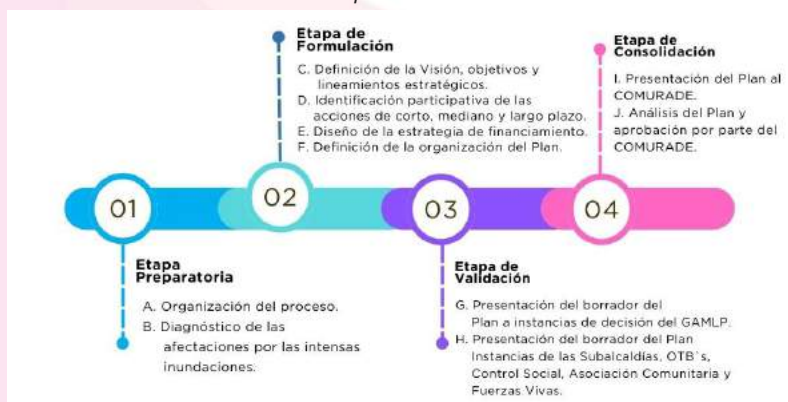 01
Etapa
Preparatoria
A. Organización del proceso.
B. Diagnóstico de las
afectaciones por las intensas
inundaciones.
02
Etapa de
Formulación
C. Definición de la Visión, objetivos y
lineamientos estratégicos.
D. Identificación participativa de las
acciones de corto, mediano y largo plazo.
E. Diseño de la estrategia de financiamiento.
F. Definición de la organización del Plan.
03
Etapa de
Validación
G. Presentación del borrador del
Plan a instancias de decisión del GAMLP.
H. Presentación del borrador del Plan
Instancias de las Subalcaldías, OTB`s,
Control Social, Asociación Comunitaria y
Fuerzas Vivas.
04
Etapa de
Consolidación
I. Presentación del Plan al
COMURADE.
J. Análisis del Plan y
aprobación por parte del
COMURADE.